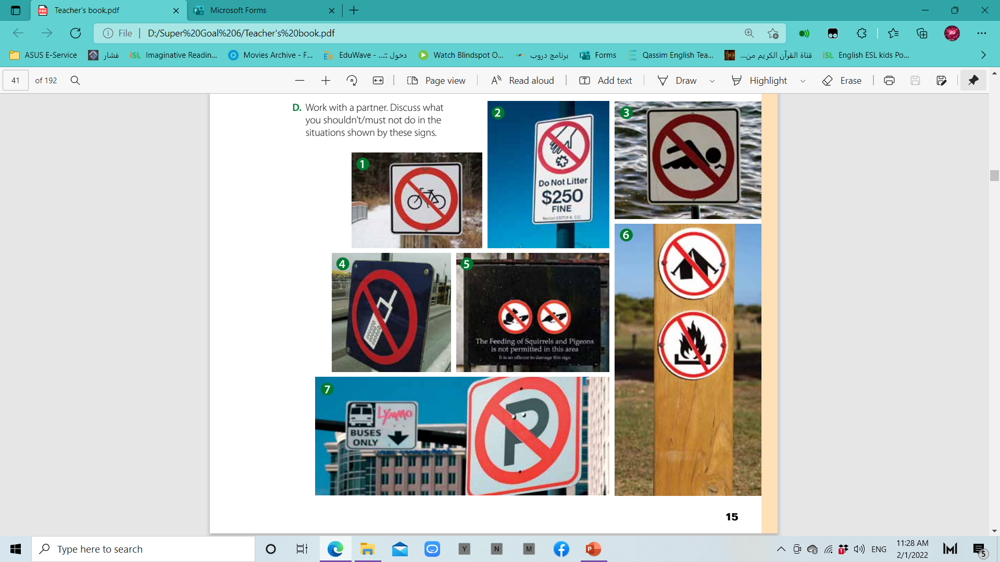 Teacher's book.pdf
Microsoft Forms
File
D:/Super%20Goal%206/Teacher's%20book.pdf
ASUS E-Service
فشار
Imaginative Readin...
Movies Archive - F...
EduWave - ...:: دخول
Watch Blindspot O...
برنامج دروب
Forms
Qassim English Tea...
قناة القرآن الكريم من...
English ESL kids Po...
41
of 192
Page view
Read aloud
Add text
Draw
Highlight
Erase
D. Work with a partner. Discuss what
you shouldn't/must not do in the
situations shown by these signs.
1
2
Do Not Litter
$250
FINE
3
4
5
The Feeding of Squirrels and Pigeons
is not permitted in this area
It is an offence to damage this sign
6
7
LYMMO
BUSES
ONLY
P
15
Type here to search
Y
N
M
P
1
ENG
11:28 AM
2/1/2022
5